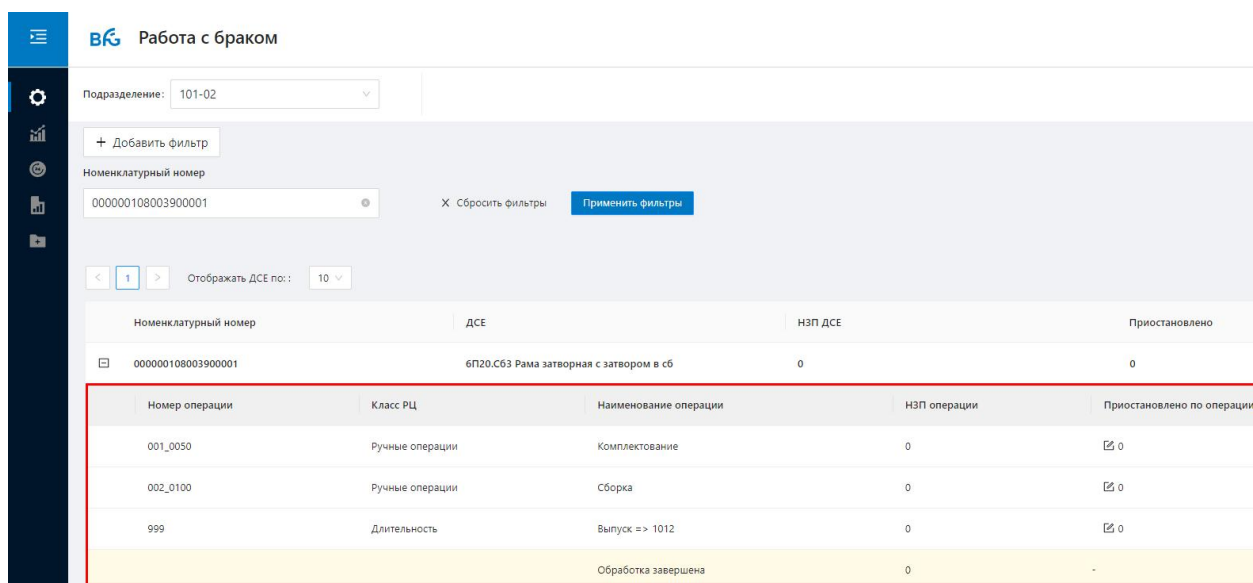 BFG Работа с браком
Подразделение: 101-02
+ Добавить фильтр
Номенклатурный номер
000000108003900001 X Сбросить фильтры Применить фильтры
< 1 > Отображать ДСЕ по: : 10
Номенклатурный номер ДСЕ НЗП ДСЕ Приостановлено
000000108003900001 6П20.Сб3 Рама затворная с затвором в сб 0 0
Номер операции Класс РЦ Наименование операции НЗП операции Приостановлено по операции
001_0050 Ручные операции Комплектование 0 0
002_0100 Ручные операции Сборка 0 0
999 Длительность Выпуск => 1012 0 0
Обработка завершена 0 -